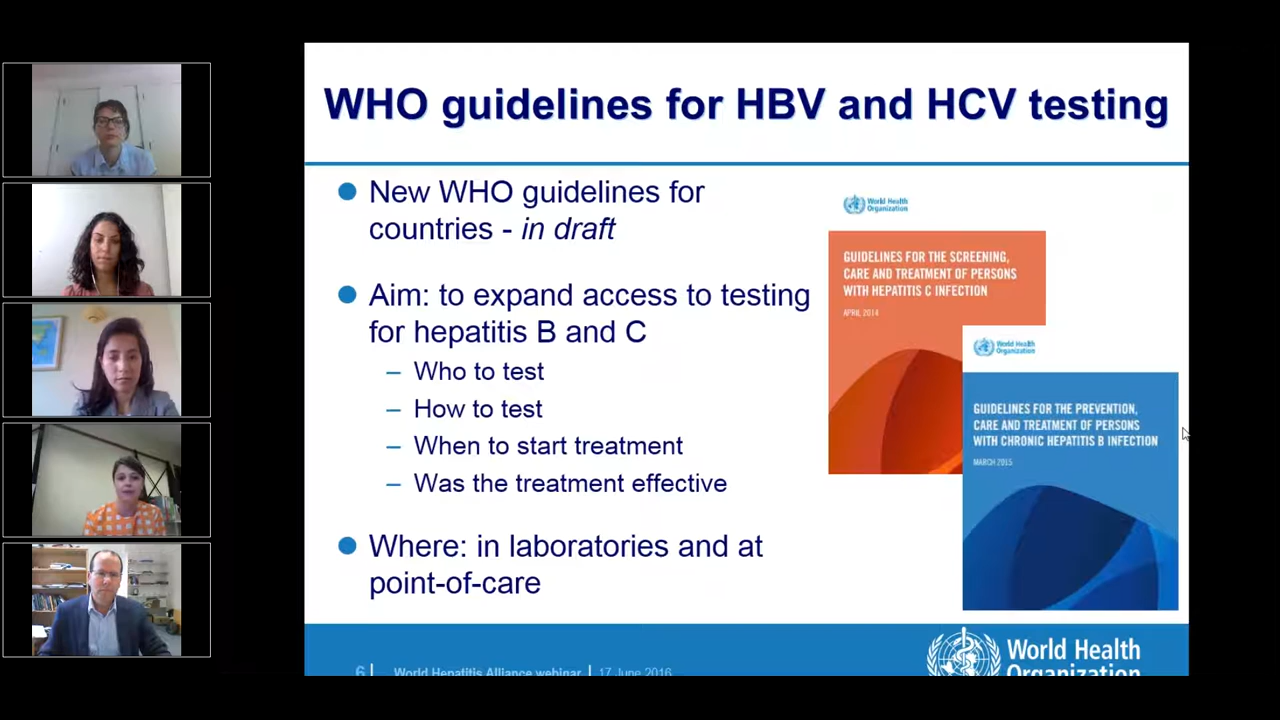 WHO guidelines for HBV and HCV testing
New WHO guidelines for
countries - in draft
Aim: to expand access to testing
for hepatitis B and C
– Who to test
– How to test
– When to start treatment
– Was the treatment effective
Where: in laboratories and at
point-of-care
World Health
Organization
GUIDELINES FOR THE SCREENING,
CARE AND TREATMENT OF PERSONS
WITH HEPATITIS C INFECTION
APRIL 2014
World Health
Organization
GUIDELINES FOR THE PREVENTION,
CARE AND TREATMENT OF PERSONS
WITH CHRONIC HEPATITIS B INFECTION
MARCH 2015
6 | World Hepatitis Alliance webinar | 17 June 2016
World Health
Organization